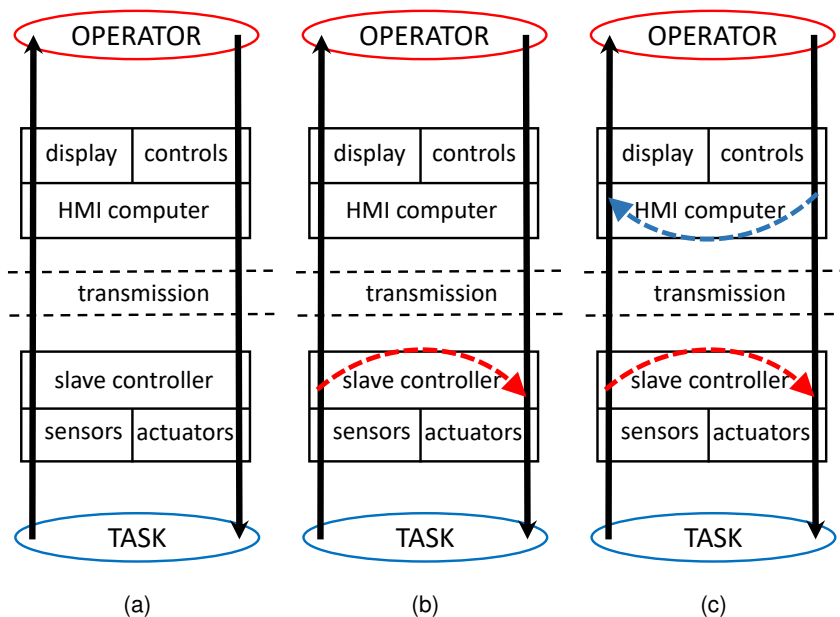 OPERATOR
display controls
HMI computer
transmission
slave controller
sensors actuators
TASK
(a)
OPERATOR
display controls
HMI computer
transmission
slave controller
sensors actuators
TASK
(b)
OPERATOR
display controls
HMI computer
transmission
slave controller
sensors actuators
TASK
(c)